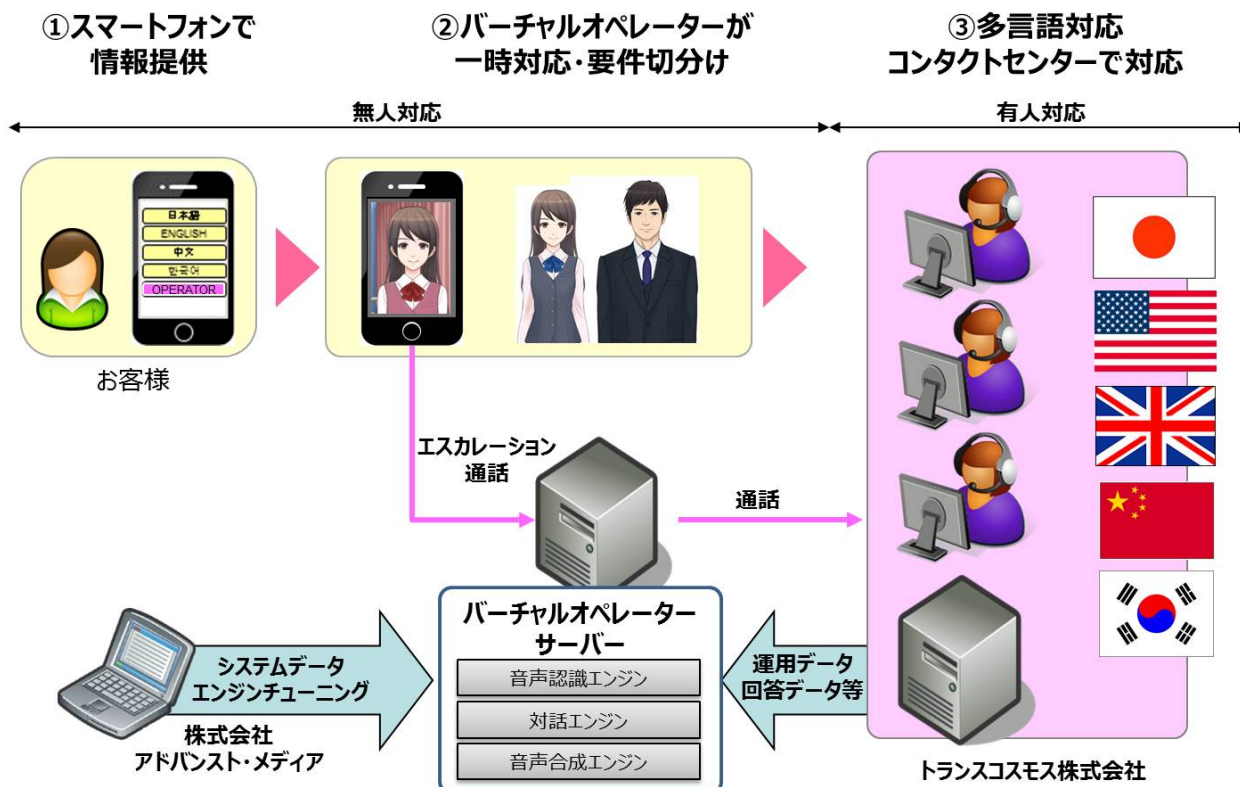 ①スマートフォンで
情報提供
②バーチャルオペレーターが
一時対応・要件切分け
③多言語対応
コンタクトセンターで対応
無人対応
有人対応
日本語
ENGLISH
中文
한국어
OPERATOR
お客様
エスカレーション
通話
通話
バーチャルオペレーター
サーバー
音声認識エンジン
対話エンジン
音声合成エンジン
システムデータ
エンジンチューニング
株式会社
アドバンスト・メディア
運用データ
回答データ等
トランスコスモス株式会社